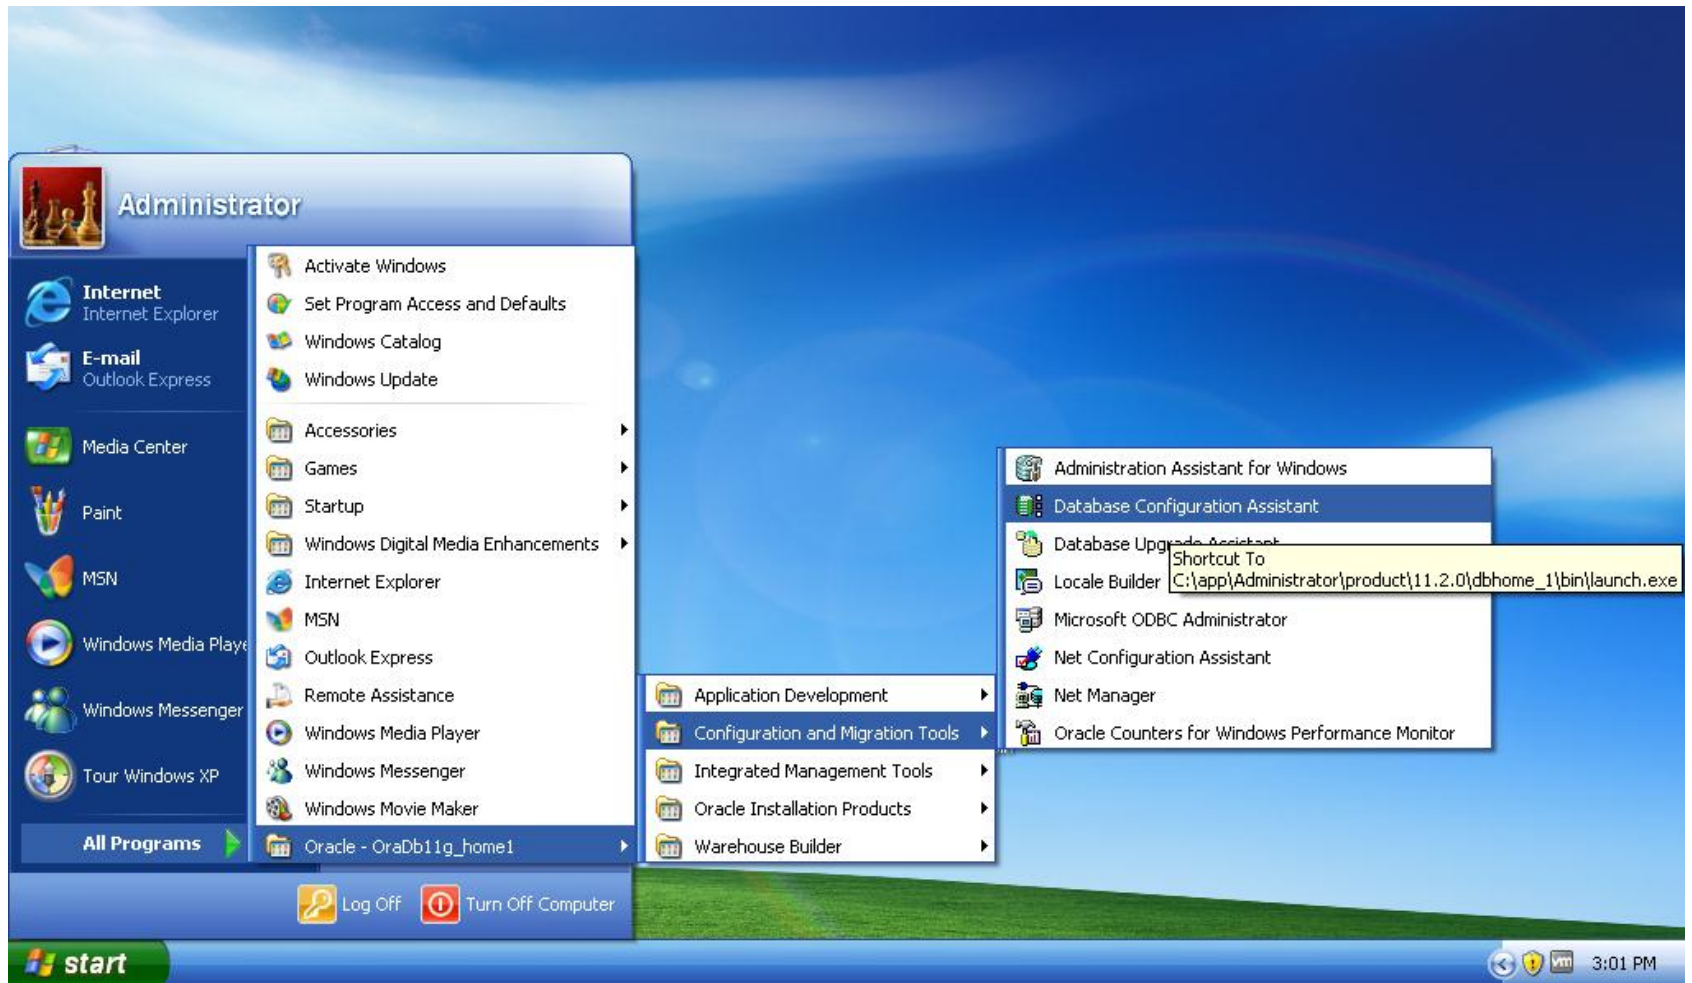 Administrator
Internet
Internet Explorer
E-mail
Outlook Express
Media Center
Paint
MSN
Windows Media Playe
Windows Messenger
Tour Windows XP
All Programs
Activate Windows
Set Program Access and Defaults
Windows Catalog
Windows Update
Accessories
Games
Startup
Windows Digital Media Enhancements
Internet Explorer
MSN
Outlook Express
Remote Assistance
Windows Media Player
Windows Messenger
Windows Movie Maker
Oracle - OraDb11g_home1
Application Development
Configuration and Migration Tools
Integrated Management Tools
Oracle Installation Products
Warehouse Builder
Administration Assistant for Windows
Database Configuration Assistant
Database Upgrade Assistant
Shortcut To
C:\app\Administrator\product\11.2.0\dbhome_1\bin\launch.exe
Locale Builder
Microsoft ODBC Administrator
Net Configuration Assistant
Net Manager
Oracle Counters for Windows Performance Monitor
Log Off
Turn Off Computer
start
vm
3:01 PM